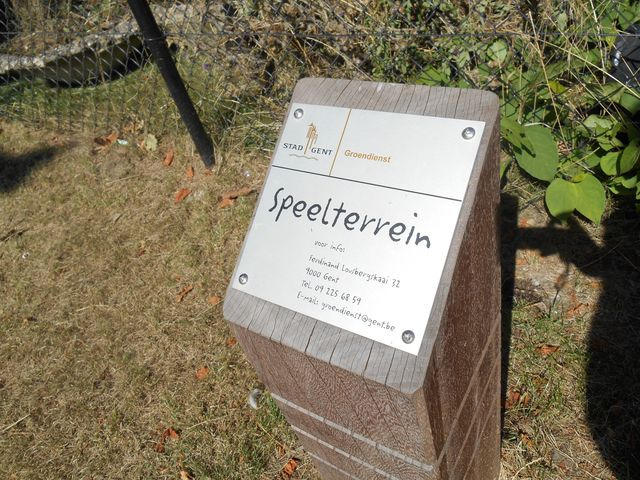 STAD GENT
Groendienst
Speelterrein
voor info:
Ferdinand Lousbergskaai 32
9000 Gent
Tel. 09 225 68 59
E-mail: groendienst@gent.be